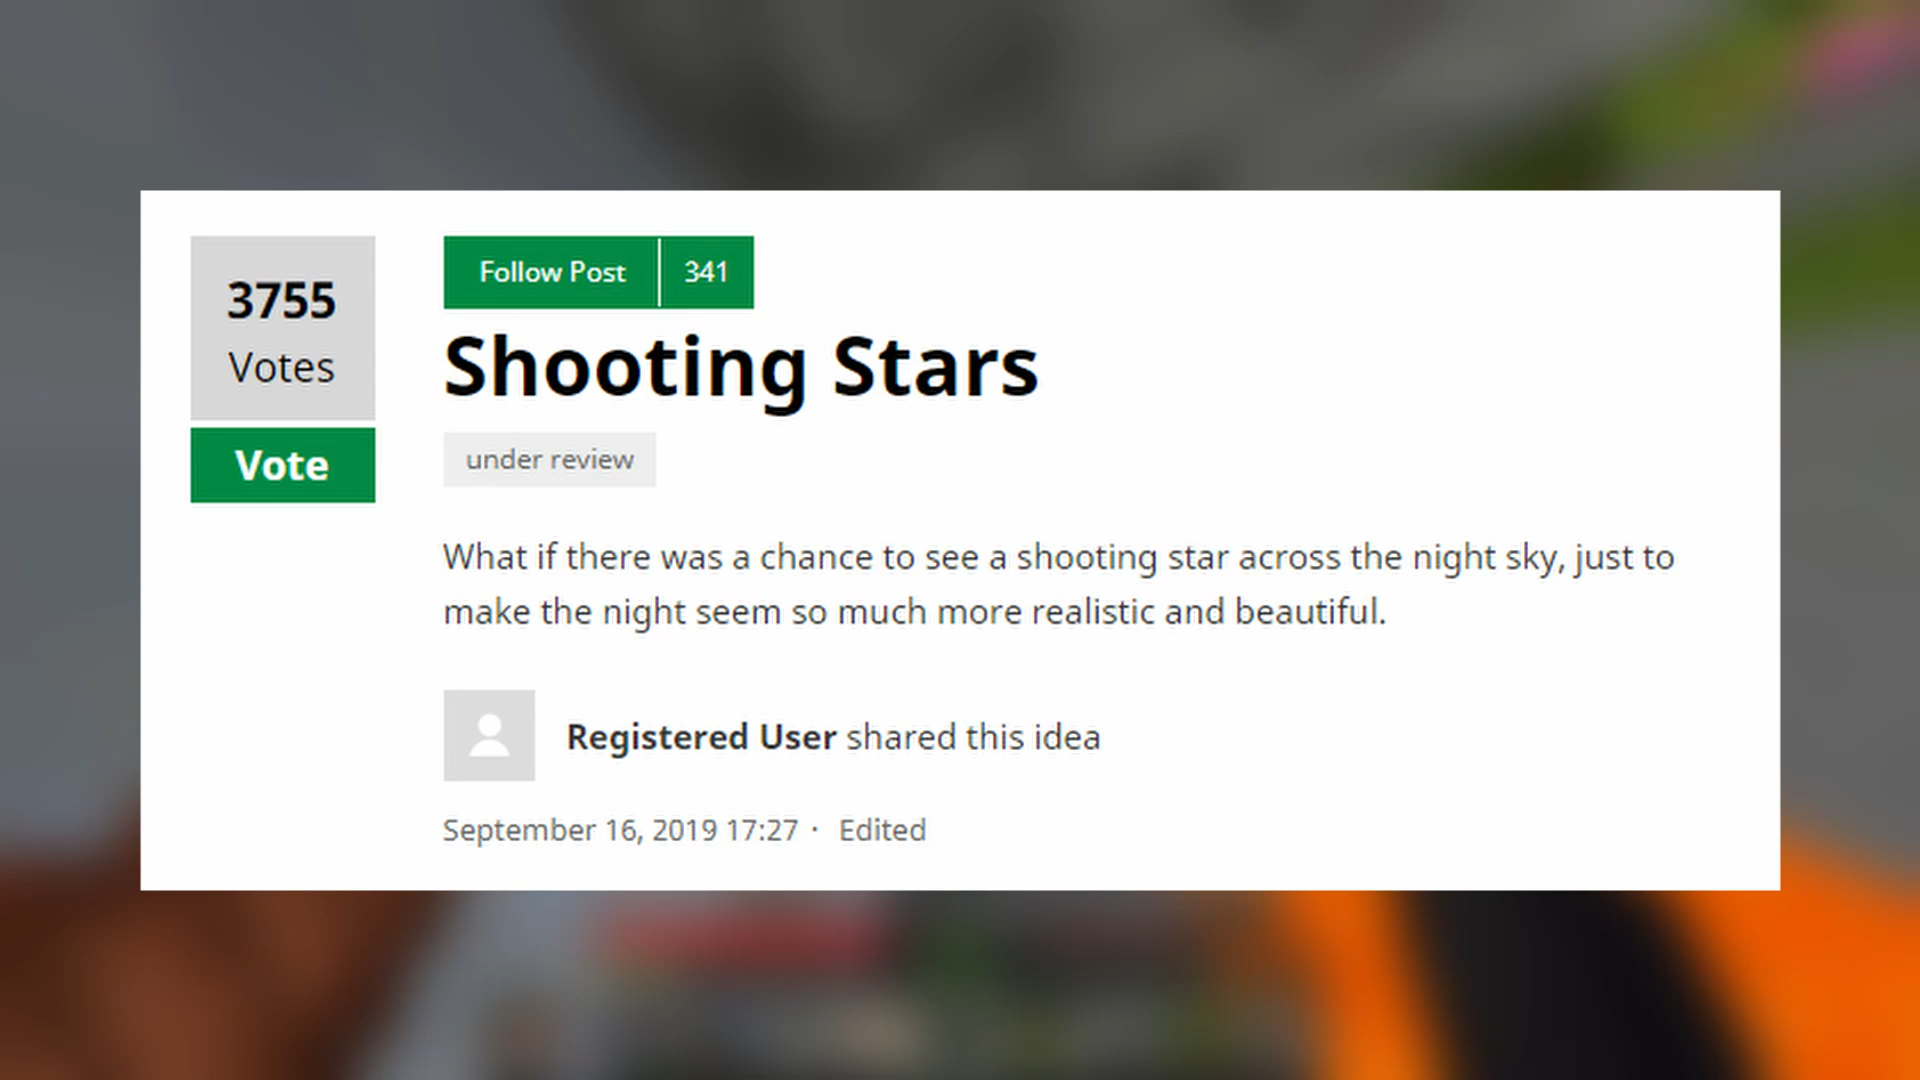 3755
Votes
Vote
Follow Post 341
Shooting Stars
under review
What if there was a chance to see a shooting star across the night sky, just to
make the night seem so much more realistic and beautiful.
Registered User shared this idea
September 16, 2019 17:27 · Edited